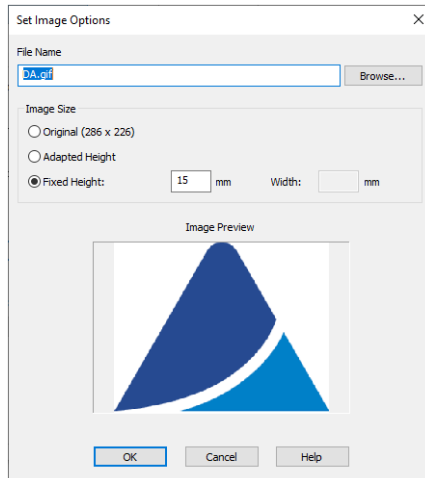 Set Image Options
File Name
DA.gif
Browse...
Image Size
Original (286 x 226)
Adapted Height
Fixed Height: 15 mm Width: mm
Image Preview
OK Cancel Help